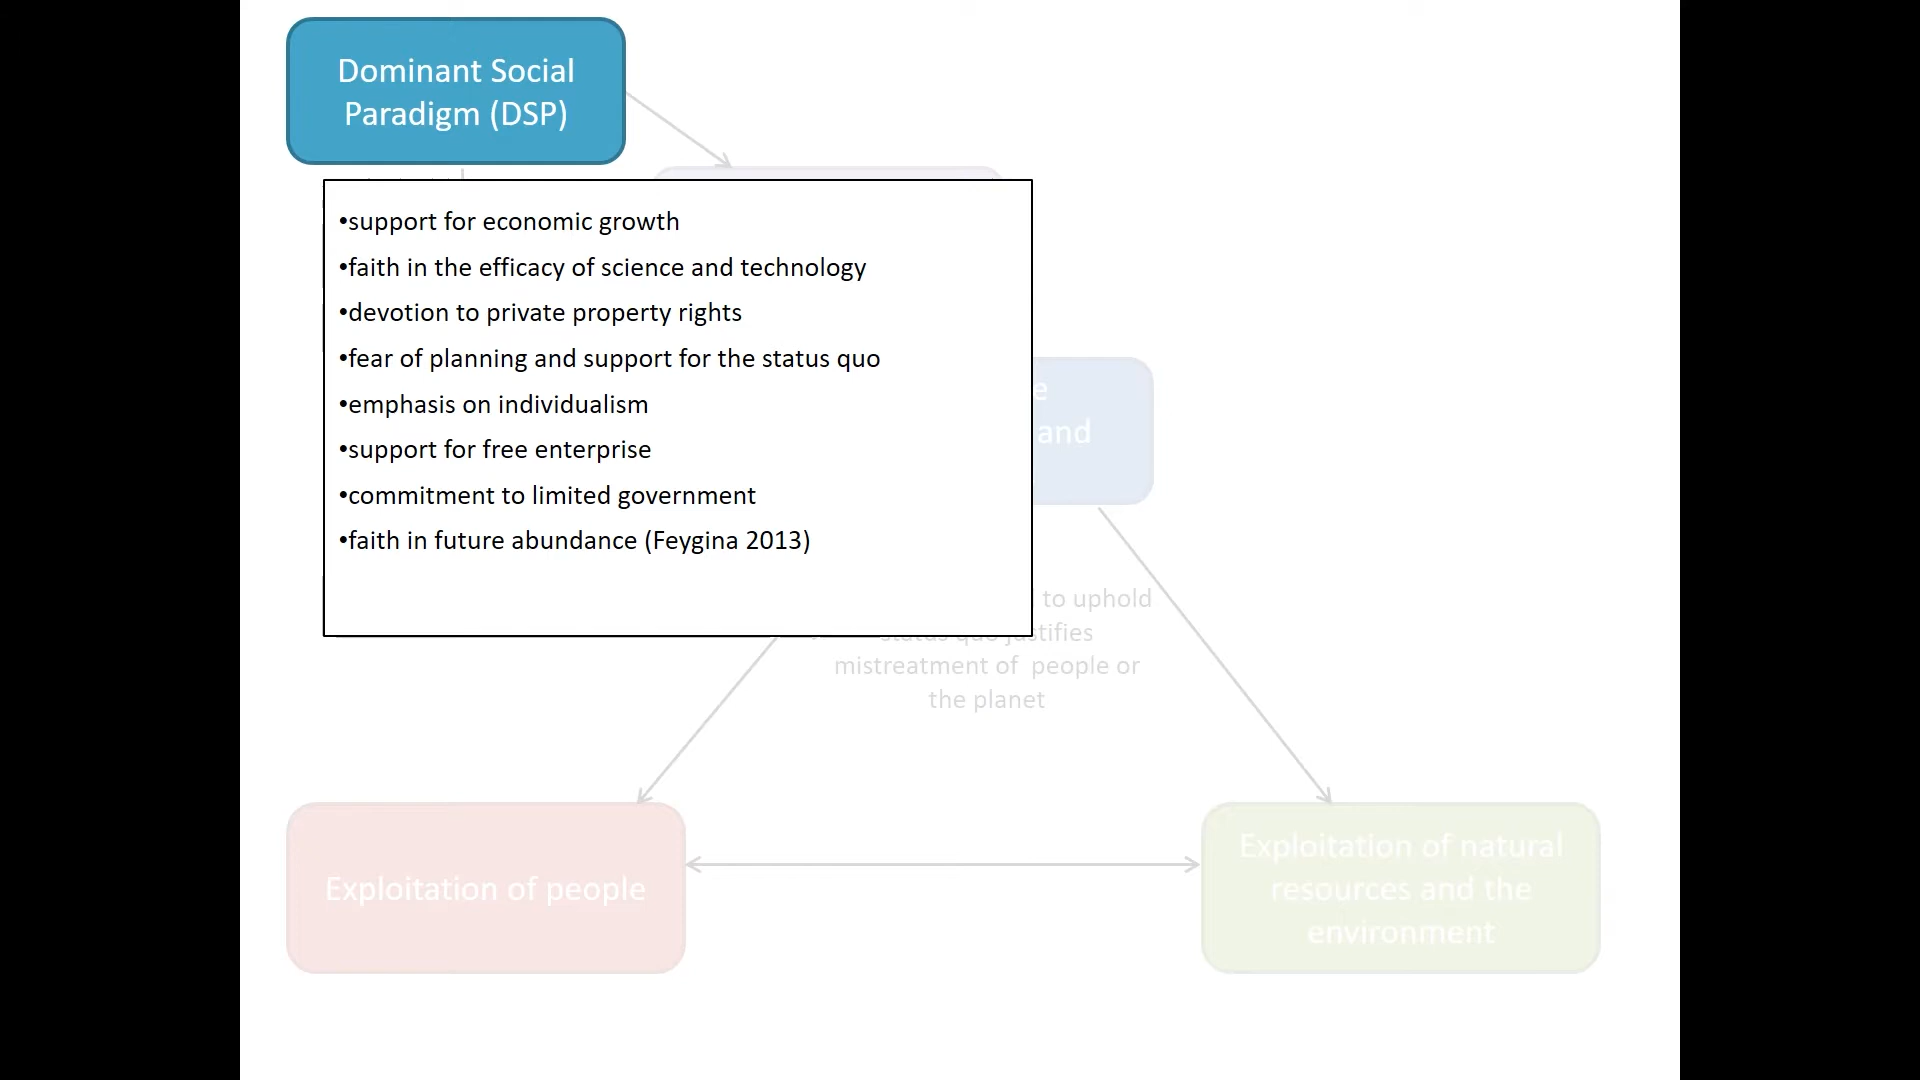 Dominant Social
Paradigm (DSP)
•support for economic growth
•faith in the efficacy of science and technology
•devotion to private property rights
•fear of planning and support for the status quo
•emphasis on individualism
•support for free enterprise
•commitment to limited government
•faith in future abundance (Feygina 2013)
and
to uphold
status quo justifies
mistreatment of people or
the planet
Exploitation of people
Exploitation of natural
resources and the
environment